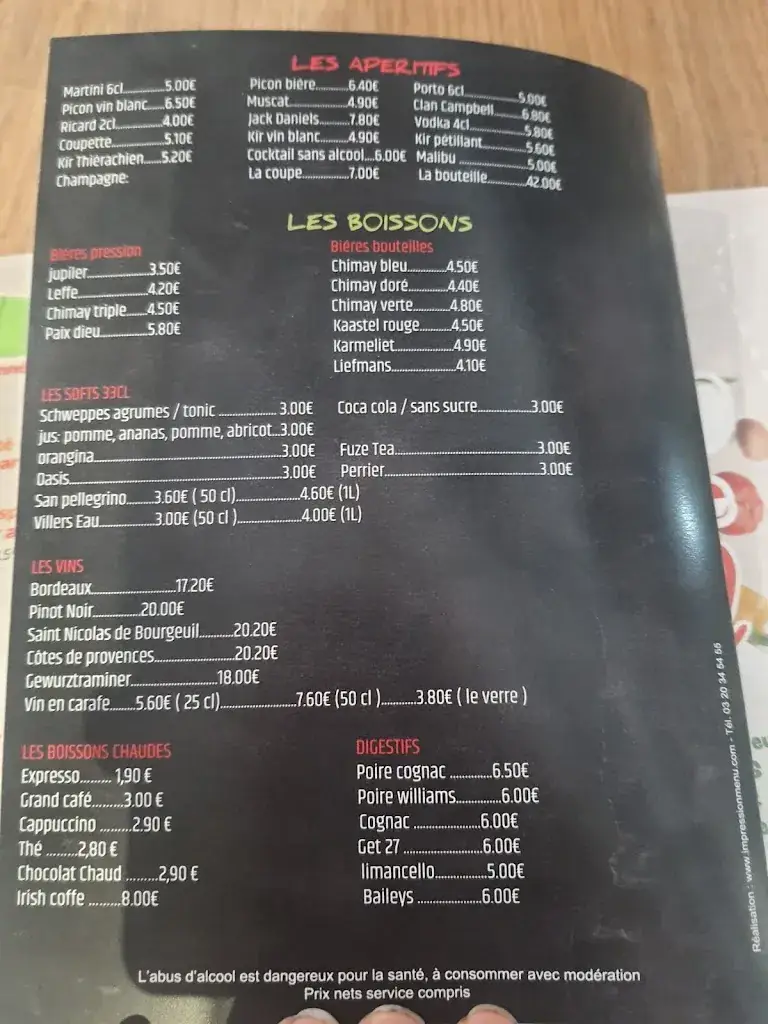 LES APERITIFS
Martini 6cl.....5.00€ Picon bière.....6.40€ Porto 6cl.....5.00€
Picon vin blanc.....6.50€ Muscat.....4.90€ Clan Campbell.....6.80€
Ricard 2cl.....4.00€ Jack Daniels.....7.80€ Vodka 4cl.....5.80€
Coupette.....5.10€ Kir vin blanc.....4.90€ Kir pétillant.....5.60€
Kir Thiérachien.....5.20€ Cocktail sans alcool....6.00€ Malibu.....5.00€
Champagne: La coupe.....7.00€ La bouteille.....42.00€
LES BOISSONS
Bières pression
jupiler.....3.50€
Leffe.....4.20€
Chimay triple.....4.50€
Paix dieu.....5.80€
Biéres bouteilles
Chimay bleu.....4.50€
Chimay doré.....4.40€
Chimay verte.....4.80€
Kaastel rouge.....4.50€
Karmeliet.....4.90€
Liefmans.....4.10€
LES SOFTS 33CL
Schweppes agrumes / tonic.....3.00€ Coca cola / sans sucre.....3.00€
jus: pomme, ananas, pomme, abricot...3.00€
orangina.....3.00€ Fuze Tea.....3.00€
Oasis.....3.00€ Perrier.....3.00€
San pellegrino.....3.60€ ( 50 cl).....4.60€ (1L)
Villers Eau.....3.00€ (50 cl ).....4.00€ (1L)
LES VINS
Bordeaux.....17.20€
Pinot Noir.....20.00€
Saint Nicolas de Bourgeuil.....20.20€
Côtes de provences.....20.20€
Gewurztraminer.....18.00€
Vin en carafe.....5.60€ ( 25 cl).....7.60€ (50 cl ).....3.80€ ( le verre )
LES BOISSONS CHAUDES
Expresso........ 1,90 €
Grand café........3.00 €
Cappuccino ........2.90 €
Thé ........2,80 €
Chocolat Chaud ........2,90 €
Irish coffe ........8.00€
DIGESTIFS
Poire cognac ..........6.50€
Poire williams..........6.00€
Cognac ..........6.00€
Get 27 ..........6.00€
limancello..........5.00€
Baileys ..........6.00€
L'abus d'alcool est dangereux pour la santé, à consommer avec modération
Prix nets service compris
Réalisation : www.impressionmenu.com - Tél. 03 20 34 54 55